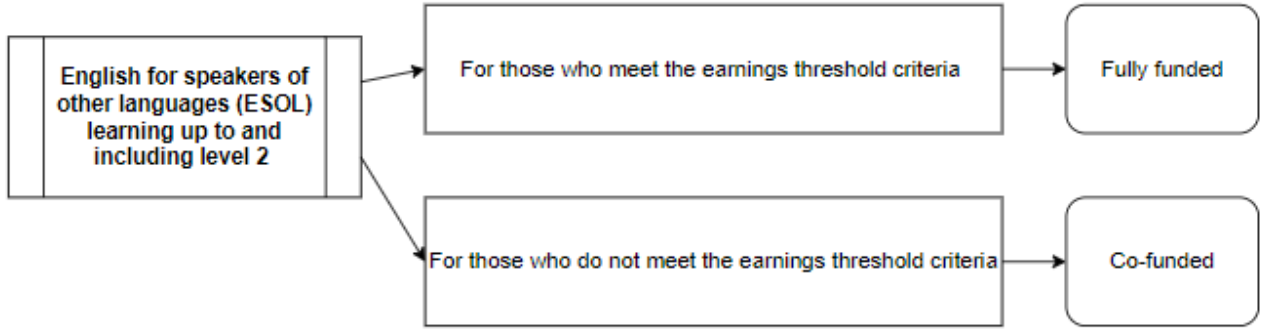 English for speakers of
other languages (ESOL)
learning up to and
including level 2
For those who meet the earnings threshold criteria
Fully funded
For those who do not meet the earnings threshold criteria
Co-funded